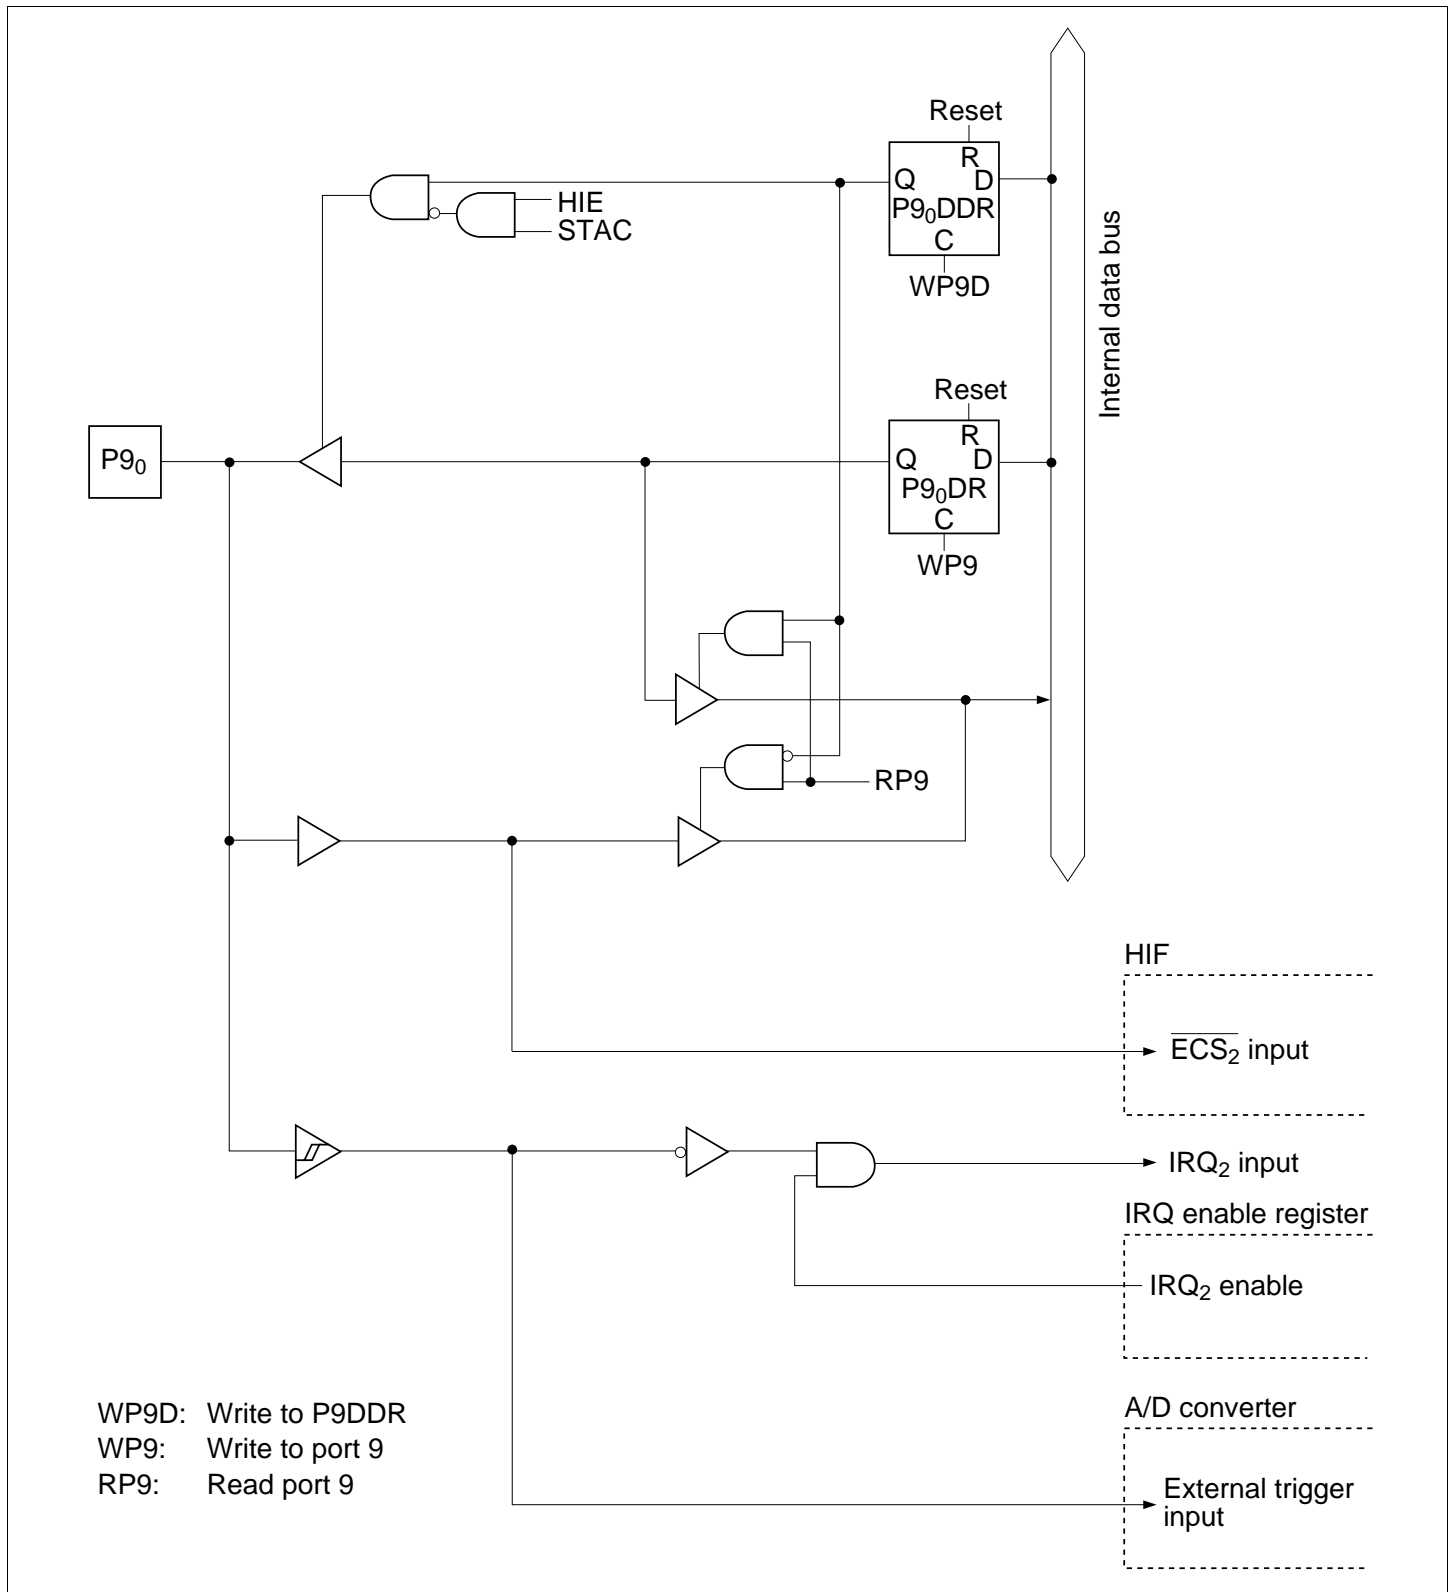 Reset
R
Q D
P9₀DDR
C
WP9D
HIE
STAC
Internal data bus
Reset
R
Q D
P9₀DR
C
WP9
P9₀
RP9
HIF
E̅C̅S̅₂̅ input
IRQ₂ input
IRQ enable register
IRQ₂ enable
A/D converter
External trigger
input
WP9D: Write to P9DDR
WP9: Write to port 9
RP9: Read port 9